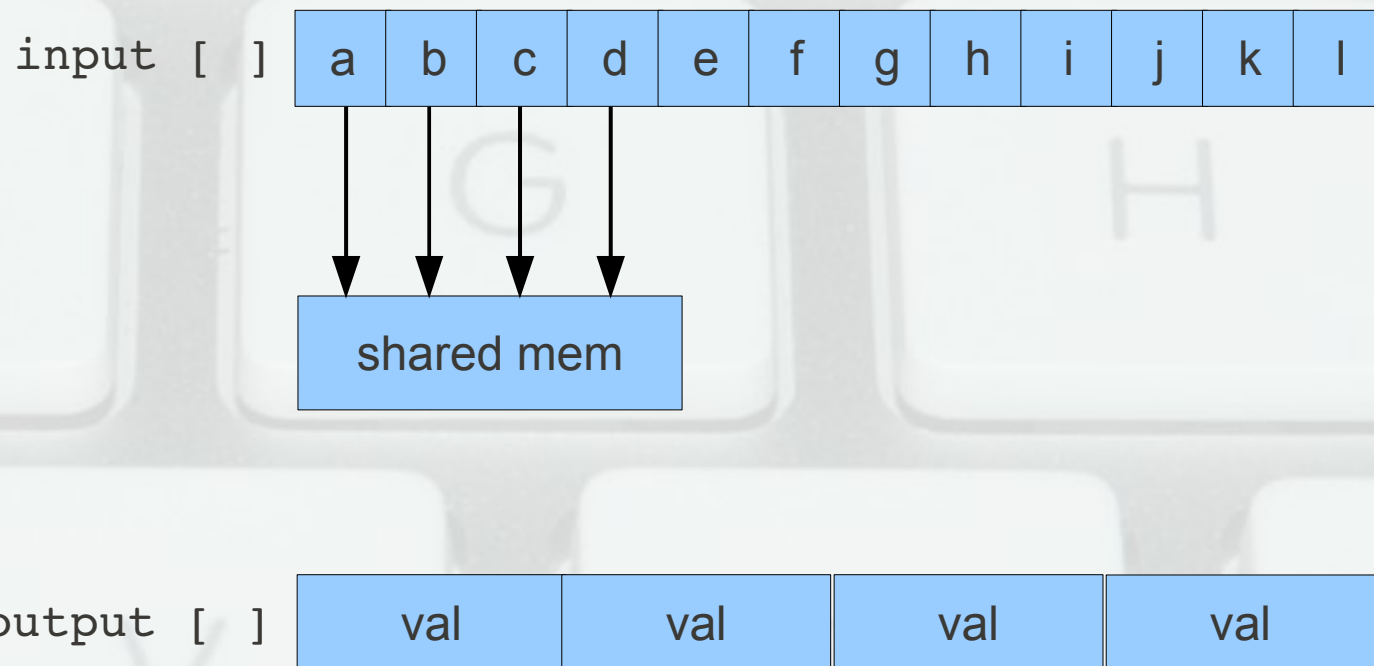 input [ ] a b c d e f g h i j k l
G H
shared mem
output [ ] val val val val